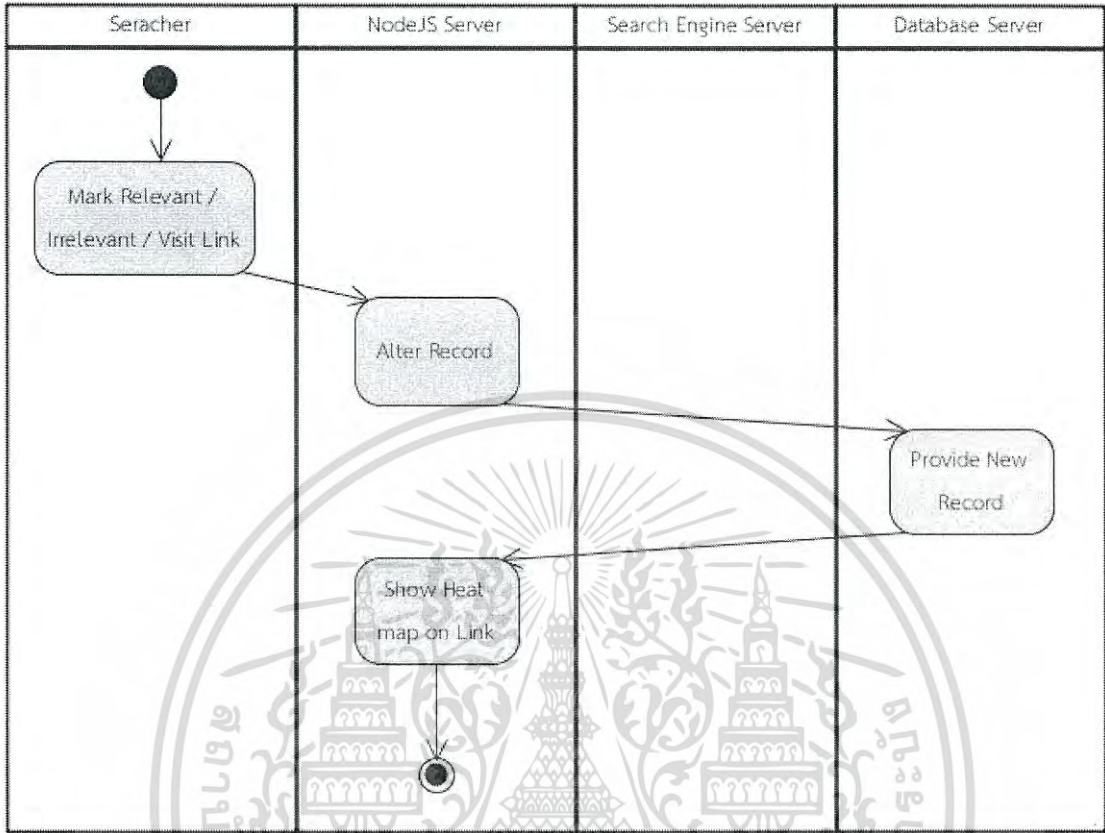 Seracher
NodeJS Server
Search Engine Server
Database Server
Mark Relevant /
Irrelevant / Visit Link
Alter Record
Provide New
Record
Show Heat
map on Link